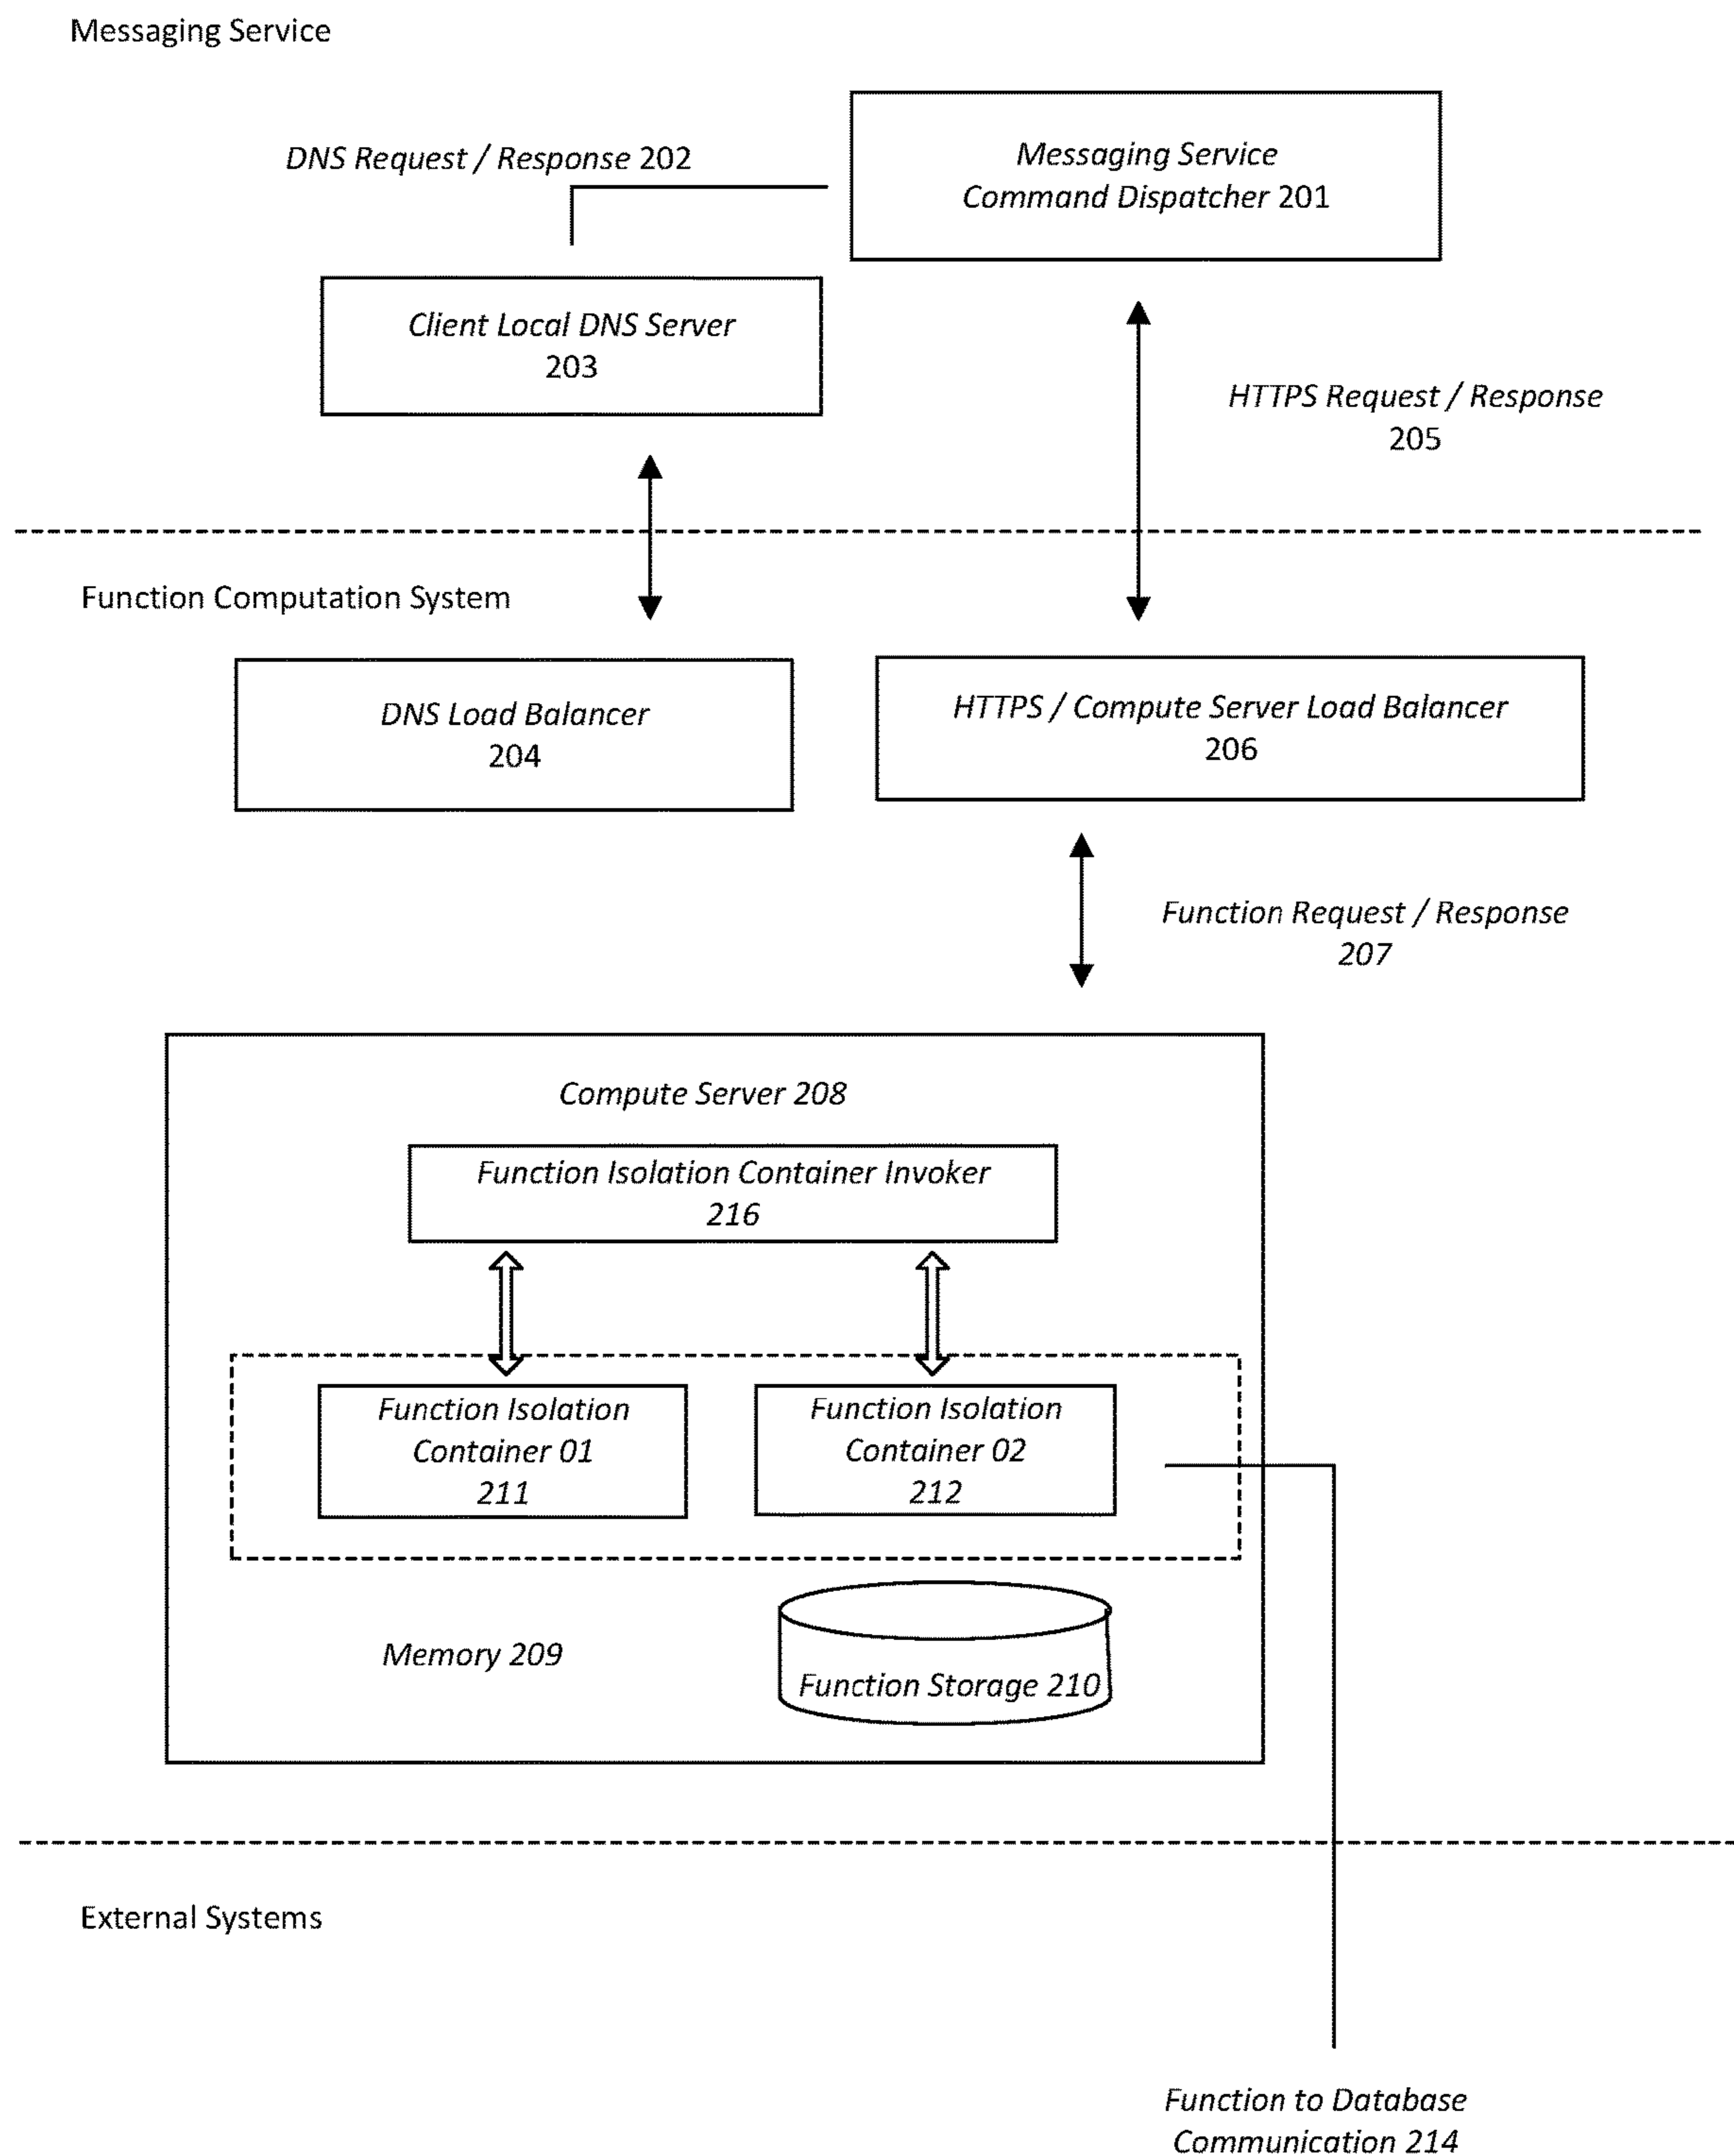 Messaging Service
DNS Request / Response 202
Messaging Service
Command Dispatcher 201
Client Local DNS Server
203
HTTPS Request / Response
205
Function Computation System
DNS Load Balancer
204
HTTPS / Compute Server Load Balancer
206
Function Request / Response
207
Compute Server 208
Function Isolation Container Invoker
216
Function Isolation
Container 01
211
Function Isolation
Container 02
212
Memory 209
Function Storage 210
External Systems
Function to Database
Communication 214